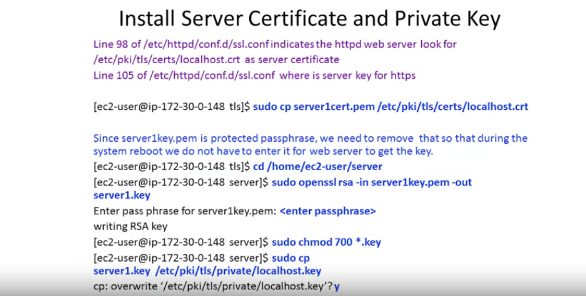 Install Server Certificate and Private Key
Line 98 of /etc/httpd/conf.d/ssl.conf indicates the httpd web server look for
/etc/pki/tls/certs/localhost.crt as server certificate
Line 105 of /etc/httpd/conf.d/ssl.conf where is server key for https
[ec2-user@ip-172-30-0-148 tls]$ sudo cp server1cert.pem /etc/pki/tls/certs/localhost.crt
Since server1key.pem is protected passphrase, we need to remove that so that during the
system reboot we do not have to enter it for web server to get the key.
[ec2-user@ip-172-30-0-148 tls]$ cd /home/ec2-user/server
[ec2-user@ip-172-30-0-148 server]$ sudo openssl rsa -in server1key.pem -out
server1.key
Enter pass phrase for server1key.pem: <enter passphrase>
writing RSA key
[ec2-user@ip-172-30-0-148 server]$ sudo chmod 700 *.key
[ec2-user@ip-172-30-0-148 server]$ sudo cp
server1.key /etc/pki/tls/private/localhost.key
cp: overwrite '/etc/pki/tls/private/localhost.key'? y